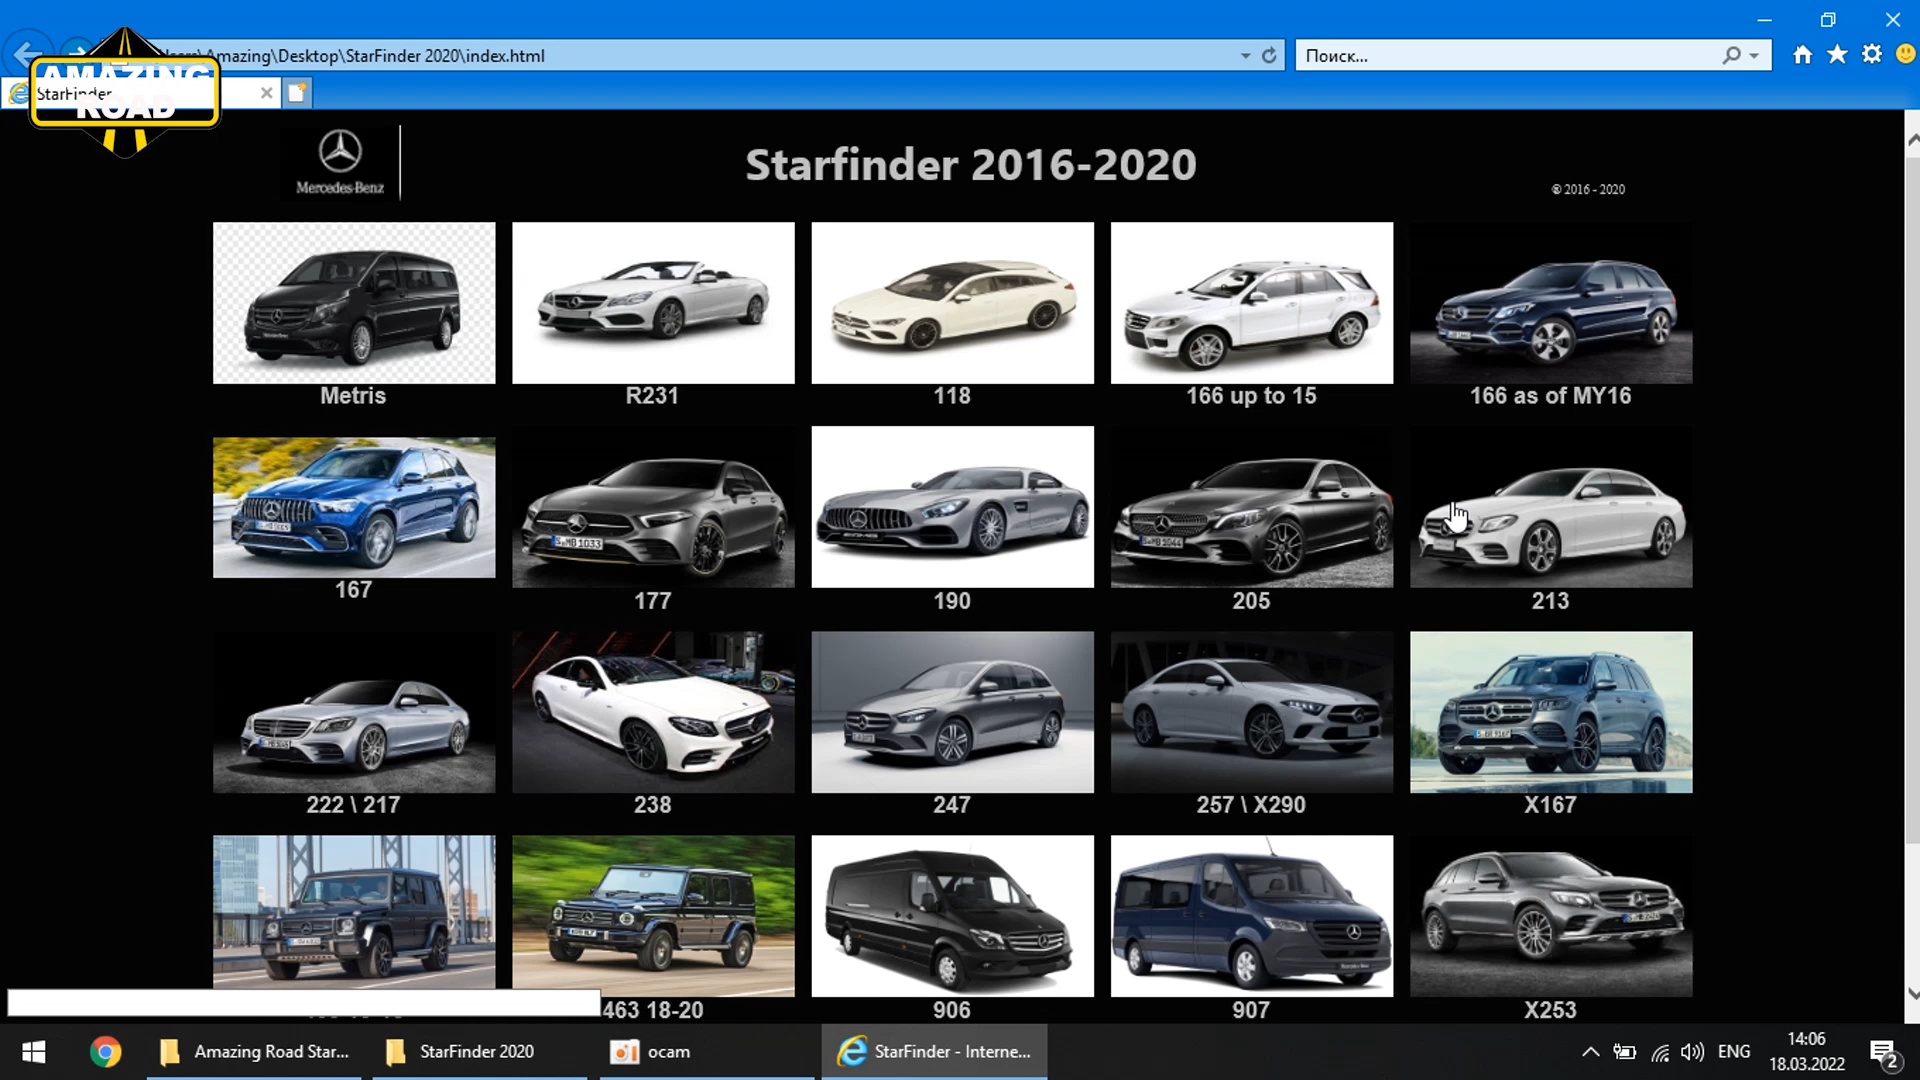 Amazing\Desktop\StarFinder 2020\index.html
Поиск...
AMAZING
ROAD
StarFinder
Mercedes-Benz
Starfinder 2016-2020
® 2016 - 2020
Metris
R231
118
166 up to 15
166 as of MY16
167
177
190
205
213
222 \ 217
238
247
257 \ X290
X167
463 18-20
906
907
X253
Amazing Road Star...
StarFinder 2020
ocam
StarFinder - Interne...
ENG
14:06
18.03.2022
2